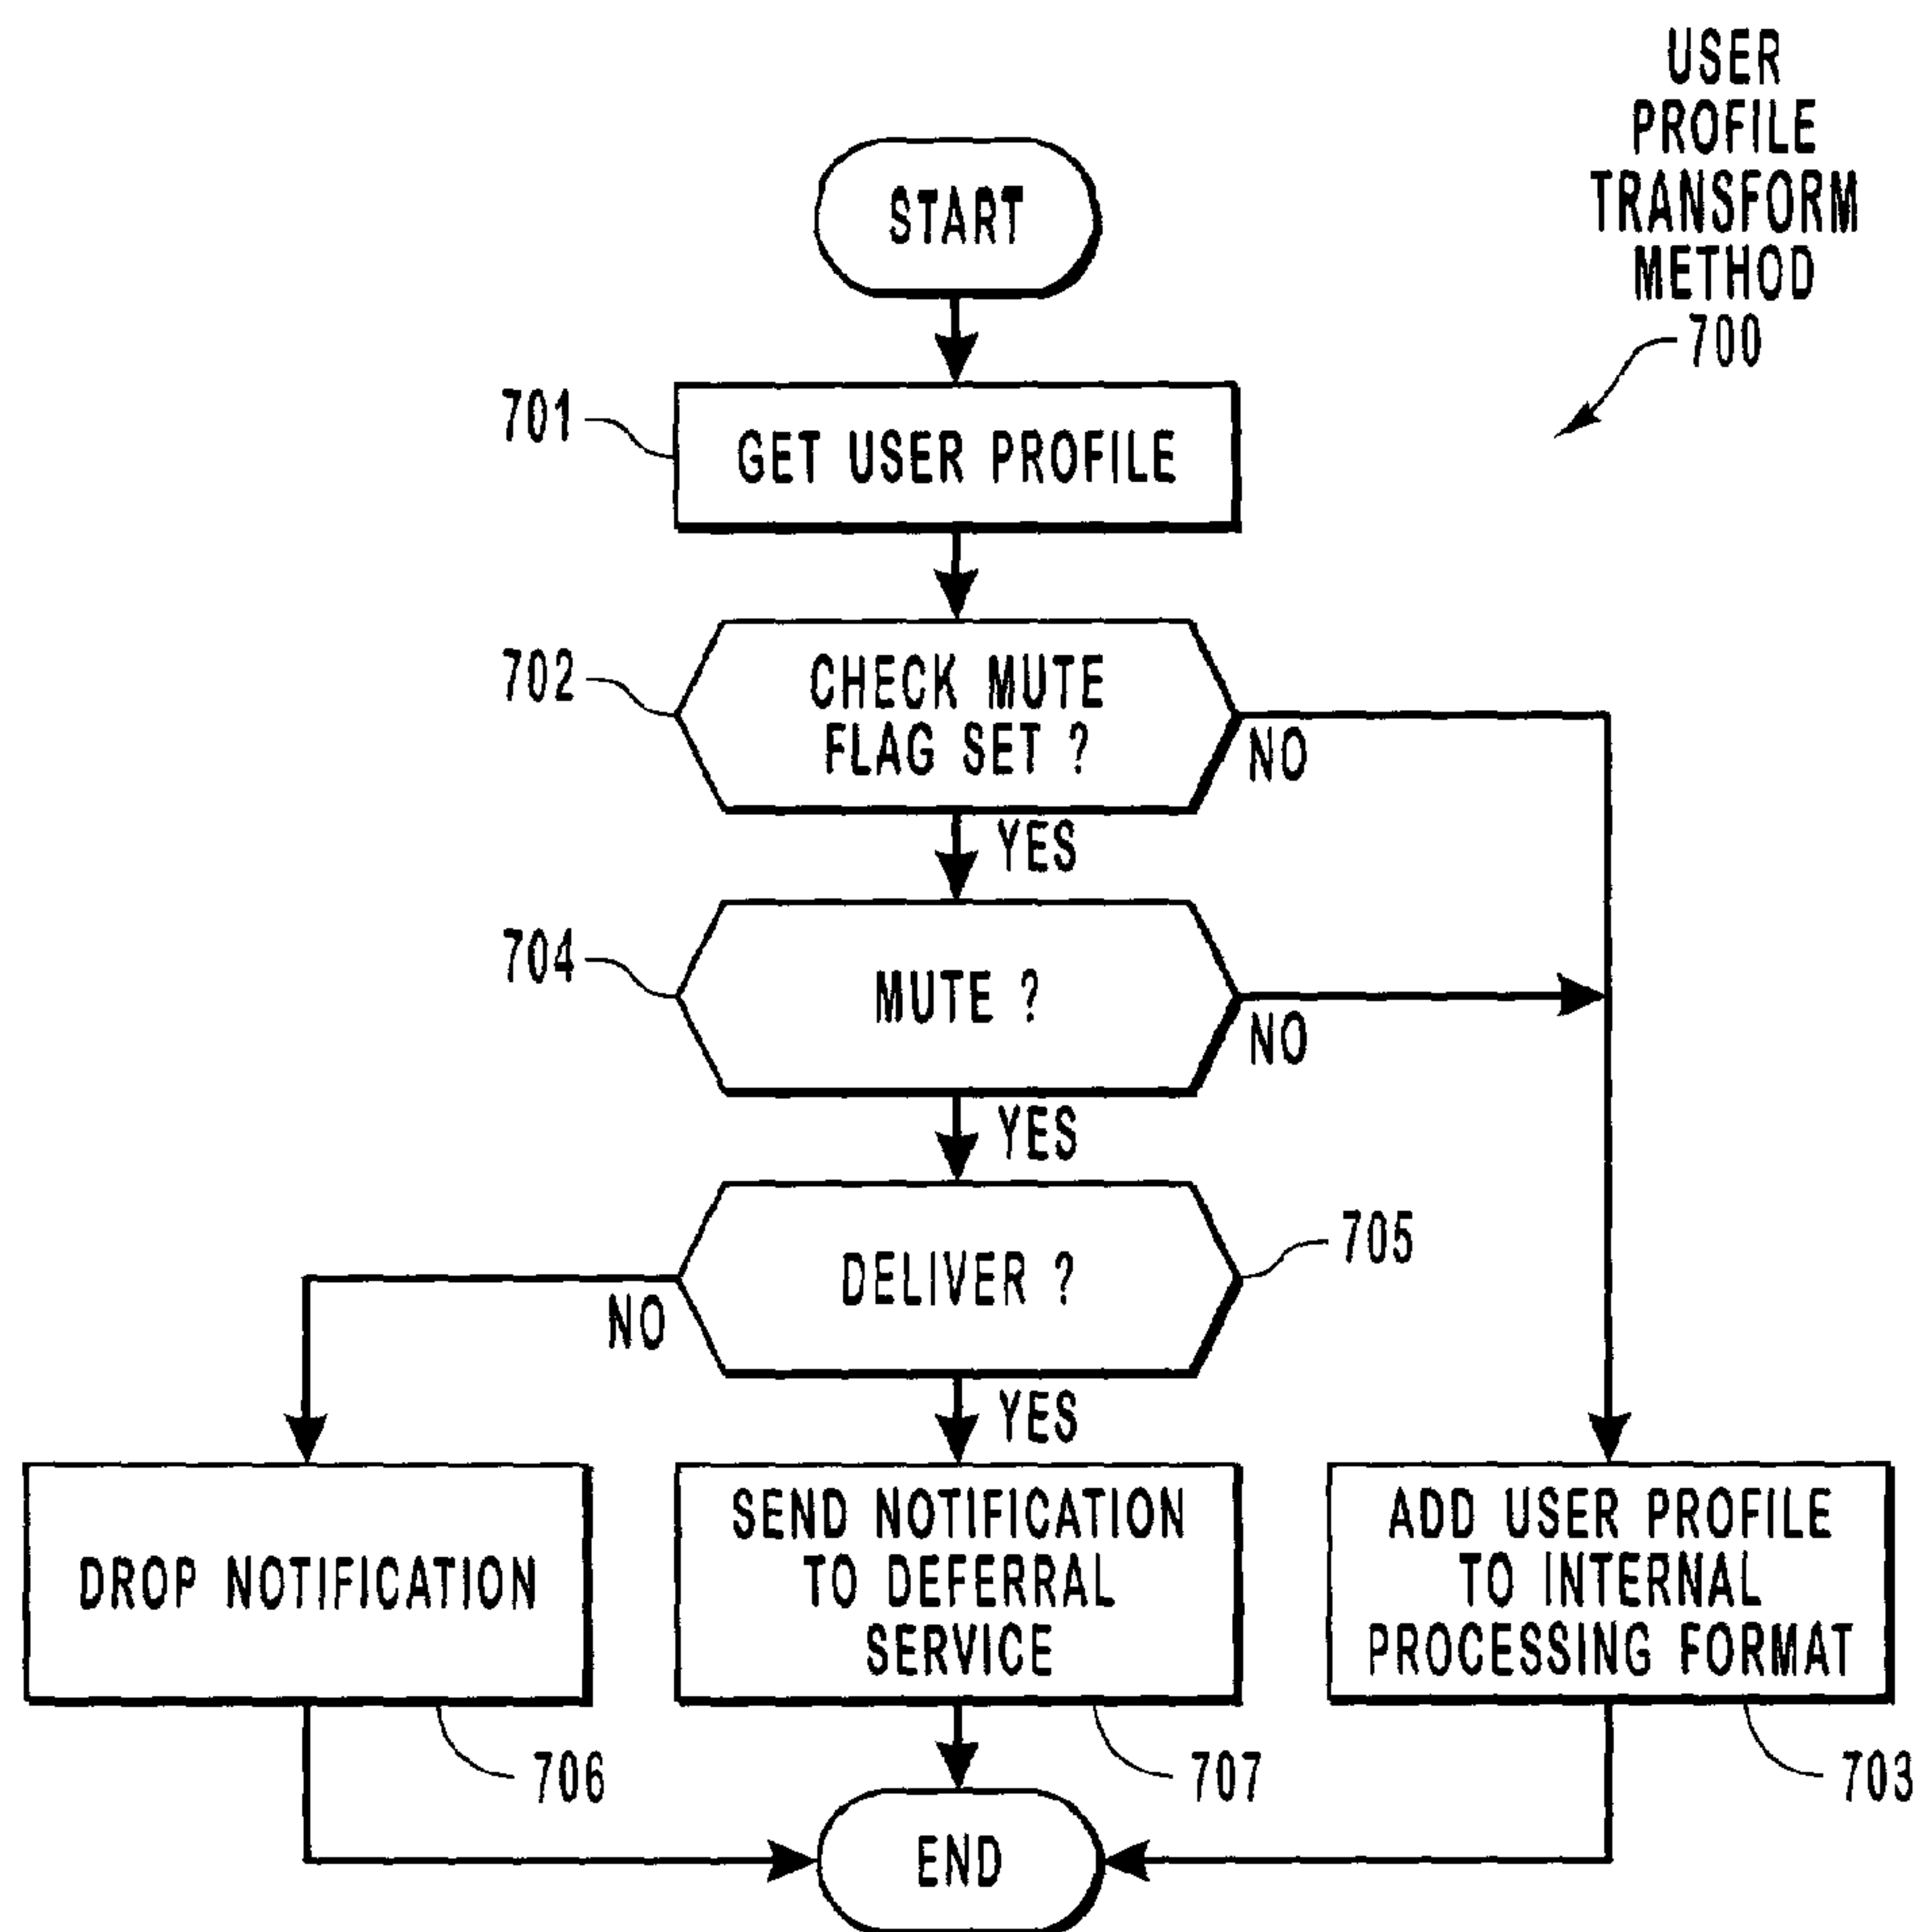 USER
PROFILE
TRANSFORM
METHOD
700
START
701
GET USER PROFILE
702
CHECK MUTE
FLAG SET ?
NO
YES
704
MUTE ?
NO
YES
705
DELIVER ?
NO
YES
DROP NOTIFICATION
SEND NOTIFICATION
TO DEFERRAL
SERVICE
ADD USER PROFILE
TO INTERNAL
PROCESSING FORMAT
706
707
703
END